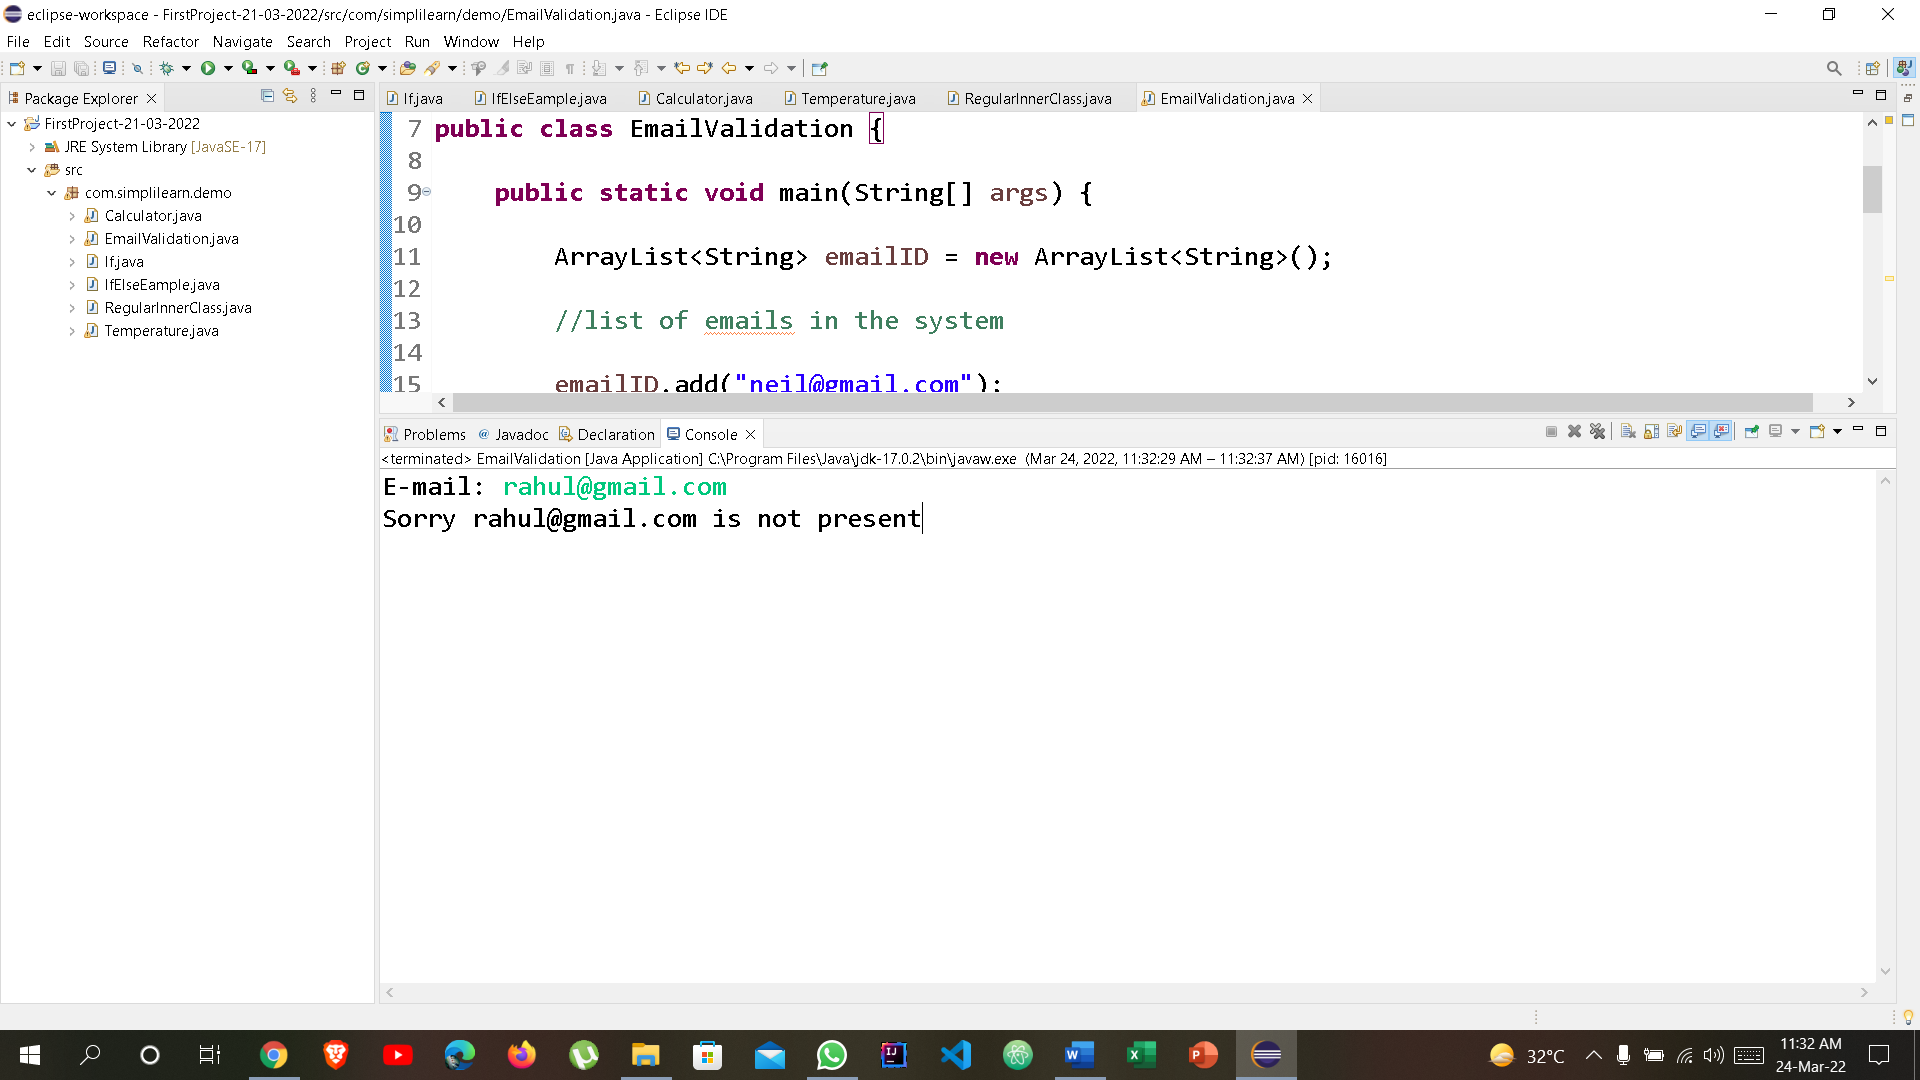 eclipse-workspace - FirstProject-21-03-2022/src/com/simplilearn/demo/EmailValidation.java - Eclipse IDE
File Edit Source Refactor Navigate Search Project Run Window Help
Package Explorer
FirstProject-21-03-2022
JRE System Library [JavaSE-17]
src
com.simplilearn.demo
Calculator.java
EmailValidation.java
If.java
IfElseEample.java
RegularInnerClass.java
Temperature.java
If.java IfElseEample.java Calculator.java Temperature.java RegularInnerClass.java EmailValidation.java
7 public class EmailValidation {
8
9 public static void main(String[] args) {
10
11 ArrayList<String> emailID = new ArrayList<String>();
12
13 //list of emails in the system
14
15 emailID.add("neil@gmail.com");
Problems Javadoc Declaration Console
<terminated> EmailValidation [Java Application] C:\Program Files\Java\jdk-17.0.2\bin\javaw.exe (Mar 24, 2022, 11:32:29 AM – 11:32:37 AM) [pid: 16016]
E-mail: rahul@gmail.com
Sorry rahul@gmail.com is not present
32°C
11:32 AM
24-Mar-22